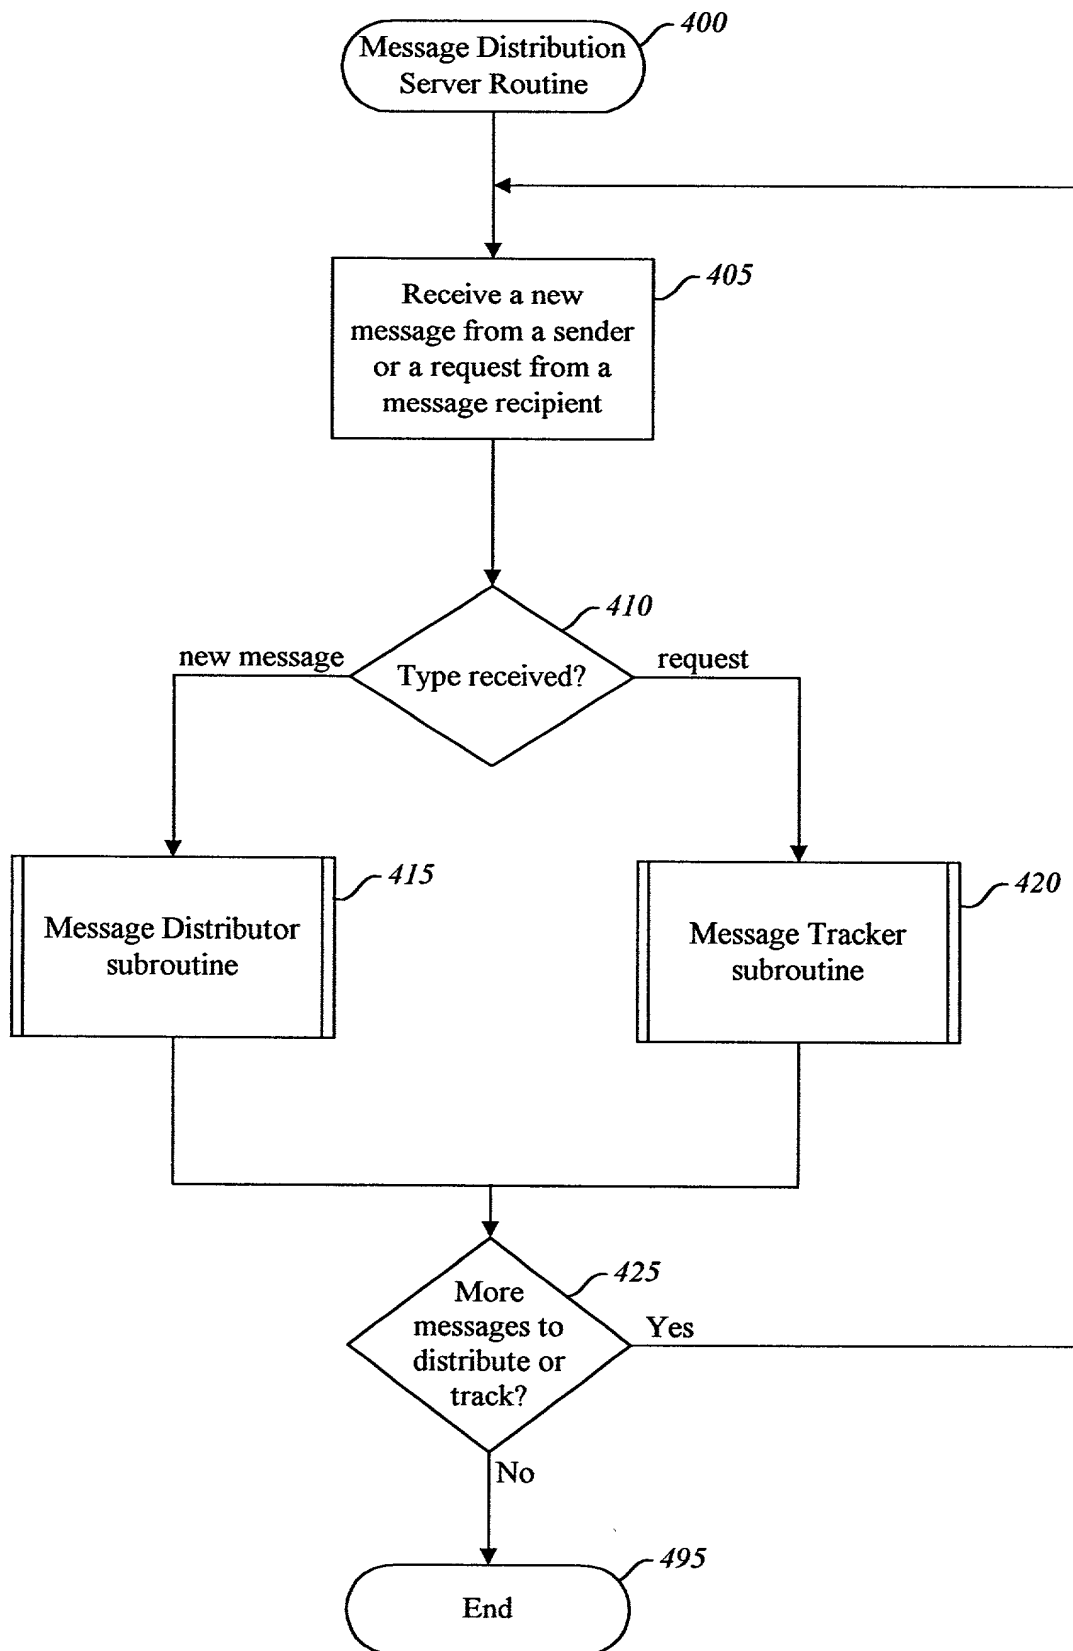 Message Distribution
Server Routine
400
Receive a new
message from a sender
or a request from a
message recipient
405
410
new message
Type received?
request
Message Distributor
subroutine
415
Message Tracker
subroutine
420
More
messages to
distribute or
track?
425
Yes
No
End
495